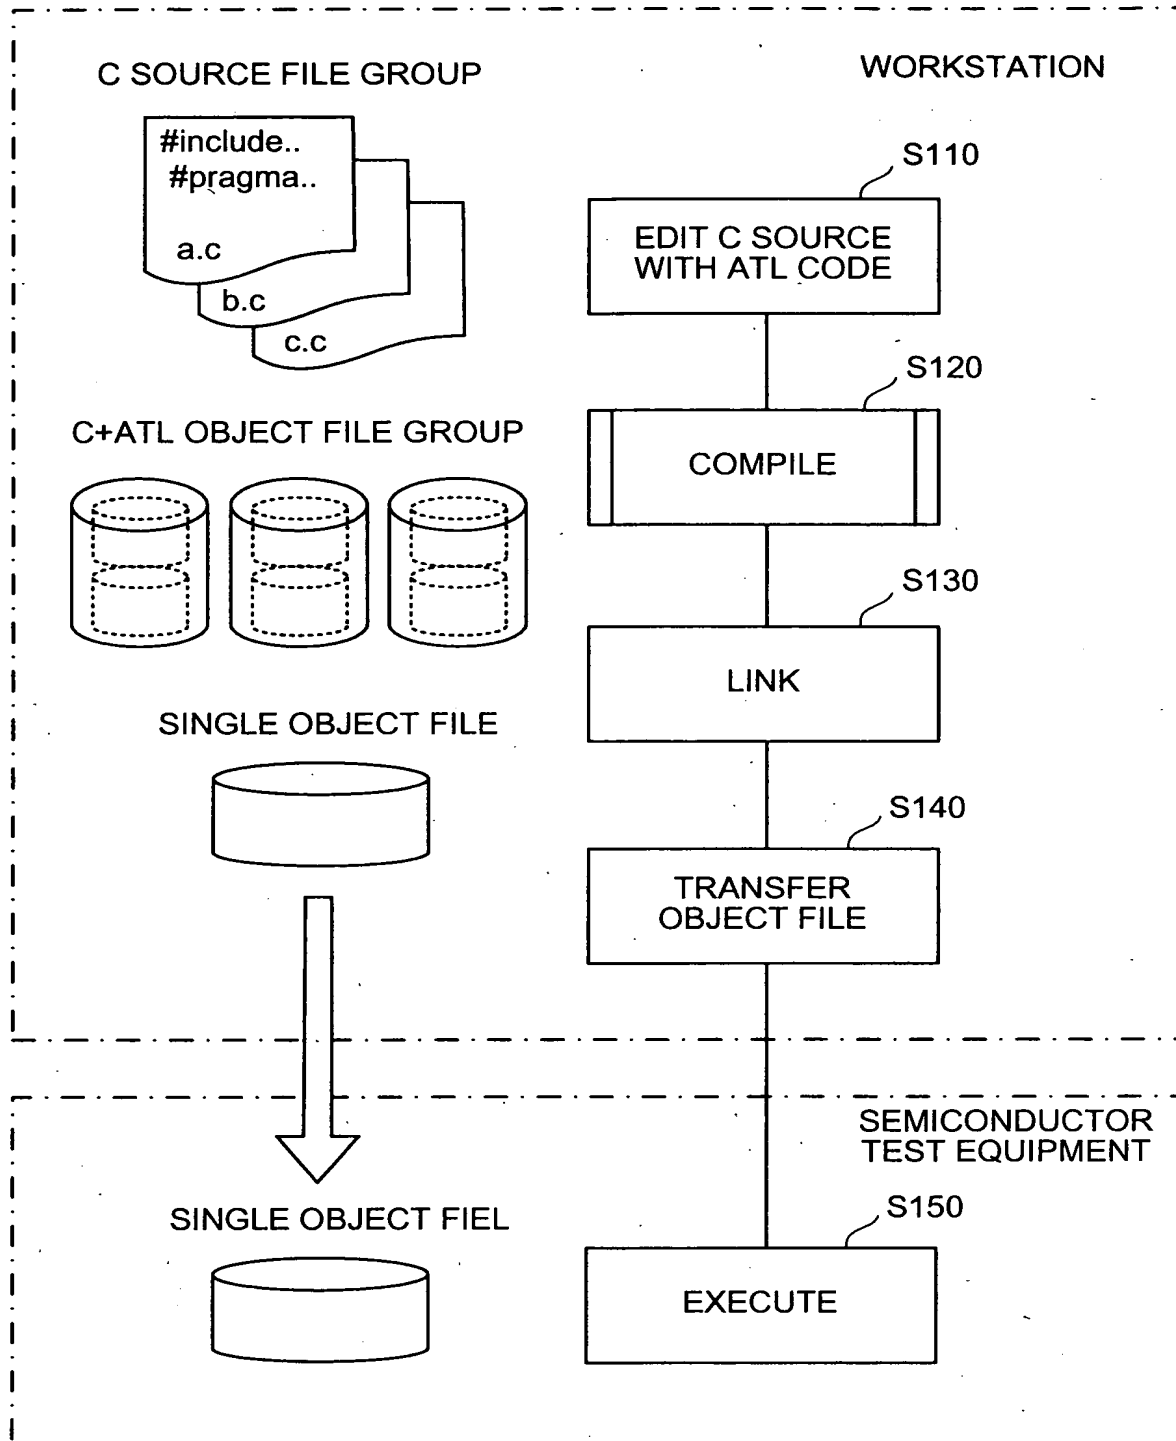 C SOURCE FILE GROUP
WORKSTATION
#include..
#pragma..
a.c
b.c
c.c
S110
EDIT C SOURCE
WITH ATL CODE
S120
C+ATL OBJECT FILE GROUP
COMPILE
S130
LINK
SINGLE OBJECT FILE
S140
TRANSFER
OBJECT FILE
SEMICONDUCTOR
TEST EQUIPMENT
SINGLE OBJECT FIEL
S150
EXECUTE